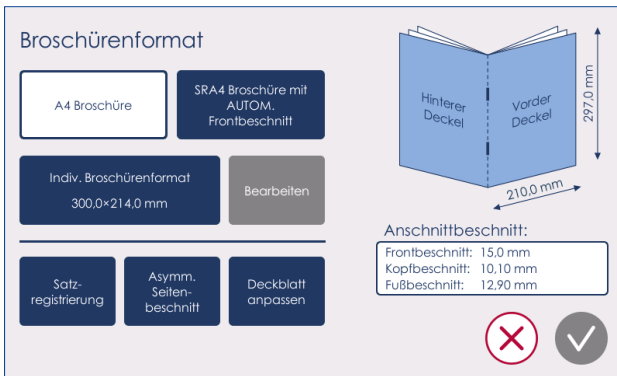 Broschürenformat
A4 Broschüre
SRA4 Broschüre mit
AUTOM.
Frontbeschnitt
Indiv. Broschürenformat
300,0×214,0 mm
Bearbeiten
Satz-
registrierung
Asymm.
Seiten-
beschnitt
Deckblatt
anpassen
Hinterer
Deckel
Vorder
Deckel
297,0 mm
210,0 mm
Anschnittbeschnitt:
Frontbeschnitt: 15,0 mm
Kopfbeschnitt: 10,10 mm
Fußbeschnitt: 12,90 mm